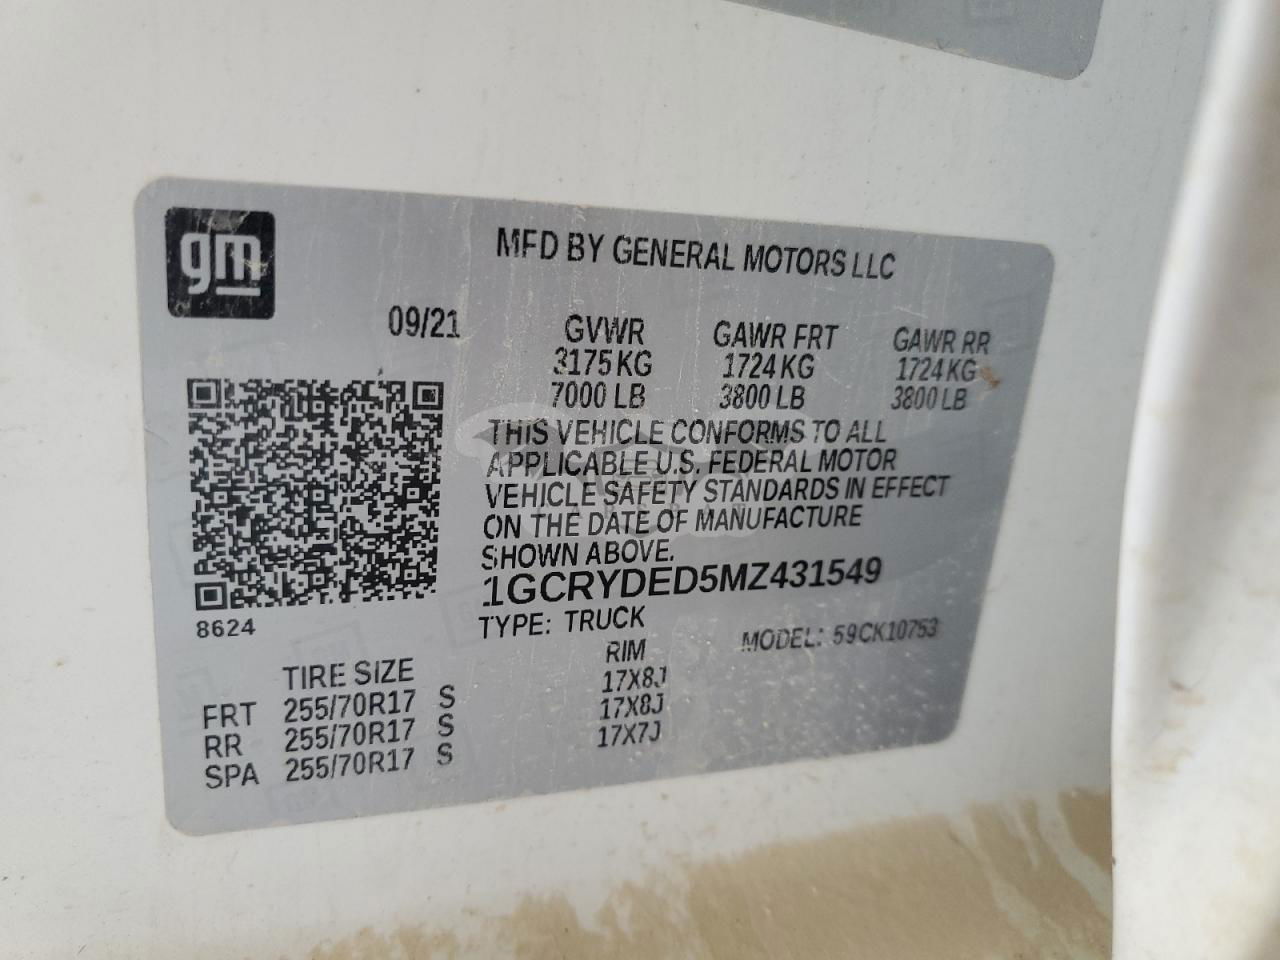 gm
MFD BY GENERAL MOTORS LLC
09/21 GVWR GAWR FRT GAWR RR
3175 KG 1724 KG 1724 KG
7000 LB 3800 LB 3800 LB
THIS VEHICLE CONFORMS TO ALL
APPLICABLE U.S. FEDERAL MOTOR
VEHICLE SAFETY STANDARDS IN EFFECT
ON THE DATE OF MANUFACTURE
SHOWN ABOVE.
1GCRYDED5MZ431549
8624
TYPE: TRUCK MODEL: 59CK10753
TIRE SIZE RIM
FRT 255/70R17 S 17X8J
RR 255/70R17 S 17X8J
SPA 255/70R17 S 17X7J